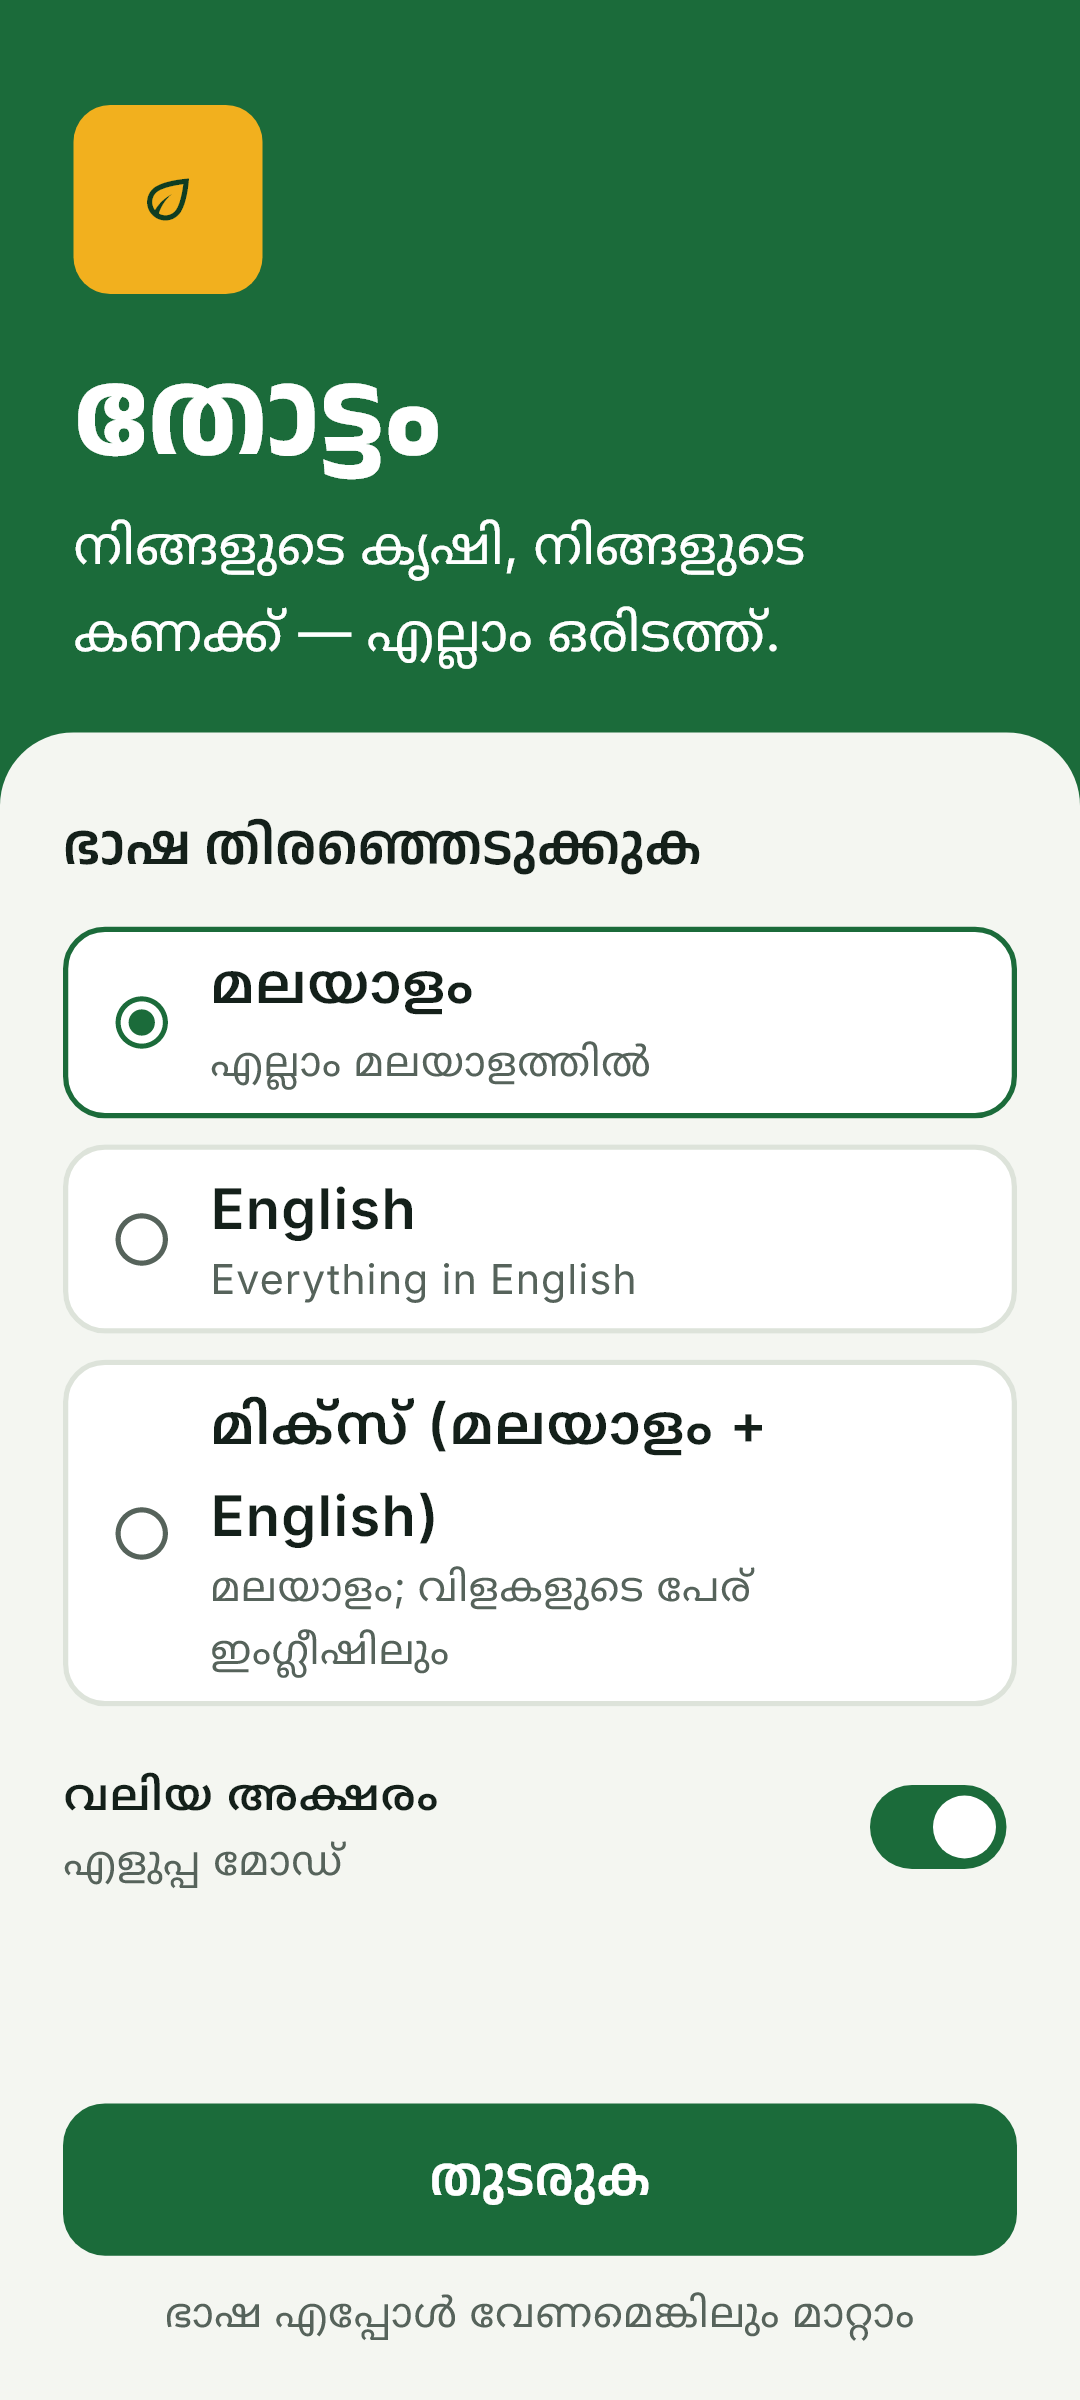 തോട്ടം
നിങ്ങളുടെ കൃഷി, നിങ്ങളുടെ
കണക്ക് — എല്ലാം ഒരിടത്ത്.
ഭാഷ തിരഞ്ഞെടുക്കുക
മലയാളം
എല്ലാം മലയാളത്തിൽ
English
Everything in English
മിക്സ് (മലയാളം +
English)
മലയാളം; വിളകളുടെ പേര്
ഇംഗ്ലീഷിലും
വലിയ അക്ഷരം
എളുപ്പ മോഡ്
തുടരുക
ഭാഷ എപ്പോൾ വേണമെങ്കിലും മാറ്റാം